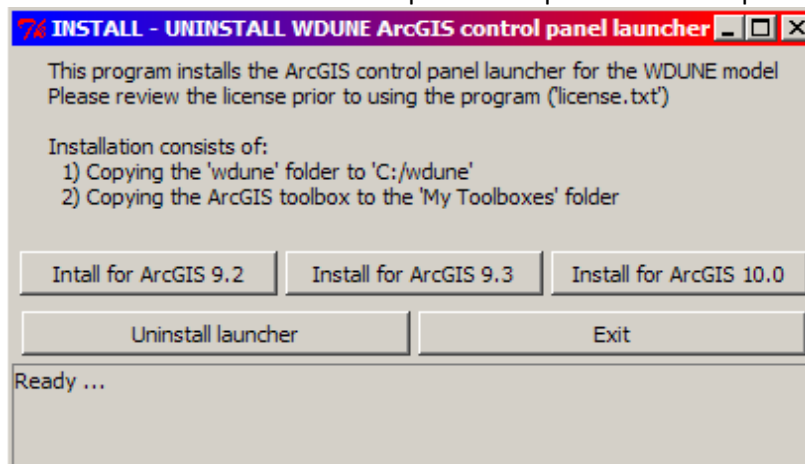 INSTALL - UNINSTALL WDUNE ArcGIS control panel launcher
This program installs the ArcGIS control panel launcher for the WDUNE model
Please review the license prior to using the program ('license.txt')
Installation consists of:
1) Copying the 'wdune' folder to 'C:/wdune'
2) Copying the ArcGIS toolbox to the 'My Toolboxes' folder
Intall for ArcGIS 9.2 Install for ArcGIS 9.3 Install for ArcGIS 10.0
Uninstall launcher Exit
Ready ...